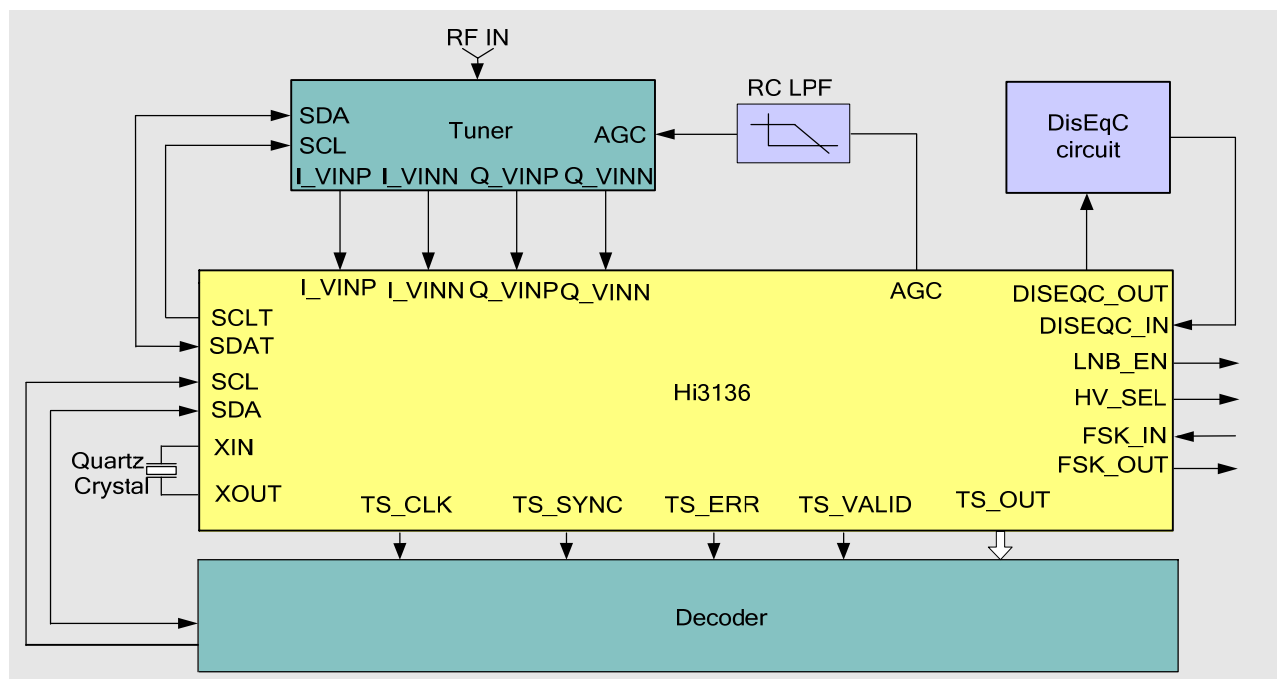 RF IN
RC LPF
SDA
SCL
Tuner
AGC
I_VINP I_VINN Q_VINP Q_VINN
DisEqC
circuit
I_VINP I_VINN Q_VINP Q_VINN
AGC
DISEQC_OUT
DISEQC_IN
LNB_EN
HV_SEL
FSK_IN
FSK_OUT
SCLT
SDAT
SCL
SDA
XIN
XOUT
Hi3136
Quartz
Crystal
TS_CLK
TS_SYNC
TS_ERR
TS_VALID
TS_OUT
Decoder